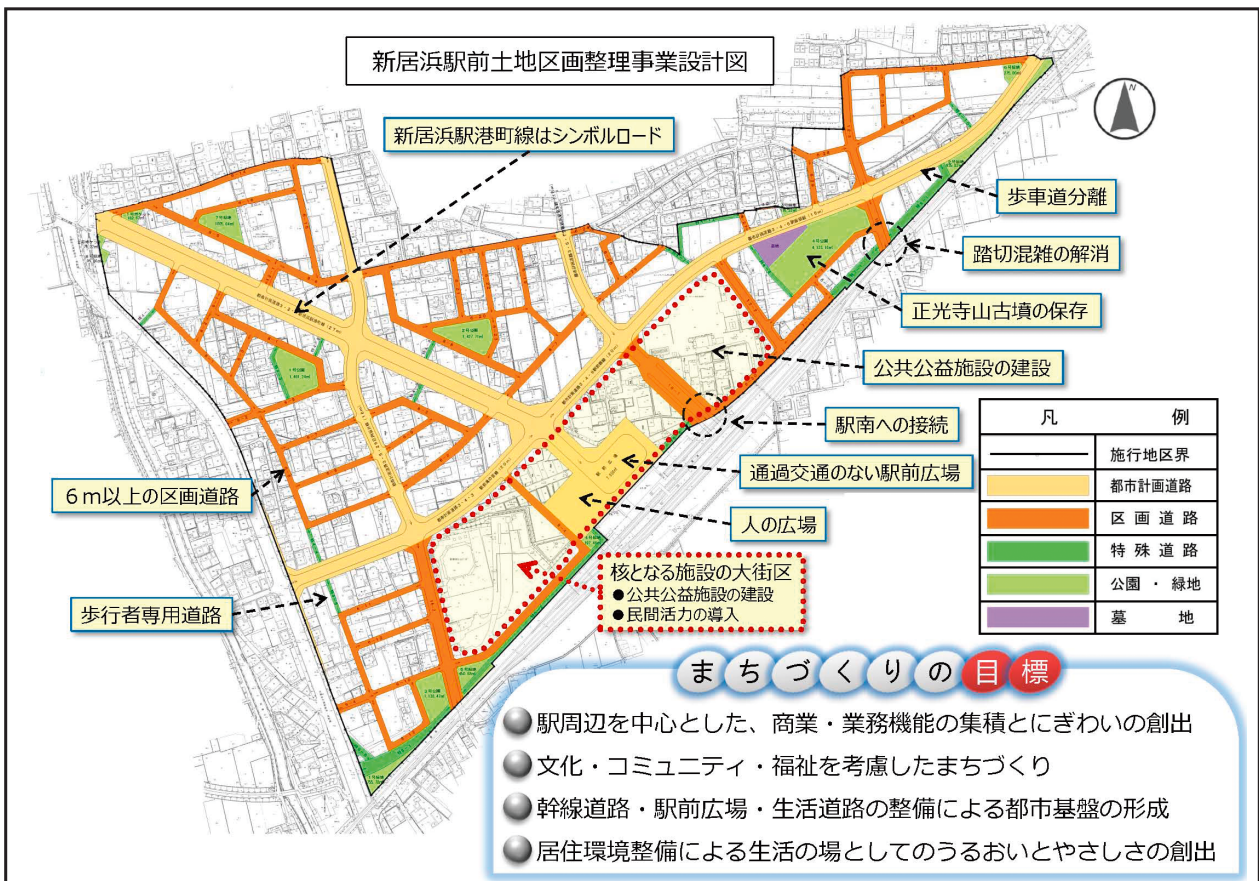 新居浜駅前土地区画整理事業設計図
N
新居浜駅港町線はシンボルロード
歩車道分離
踏切混雑の解消
正光寺山古墳の保存
公共公益施設の建設
駅南への接続
通過交通のない駅前広場
人の広場
6m以上の区画道路
歩行者専用道路
核となる施設の大街区
●公共公益施設の建設
●民間活力の導入
凡 例
施行地区界
都市計画道路
区画道路
特殊道路
公園・緑地
墓 地
まちづくりの目標
駅周辺を中心とした、商業・業務機能の集積とにぎわいの創出
文化・コミュニティ・福祉を考慮したまちづくり
幹線道路・駅前広場・生活道路の整備による都市基盤の形成
居住環境整備による生活の場としてのうるおいとやさしさの創出